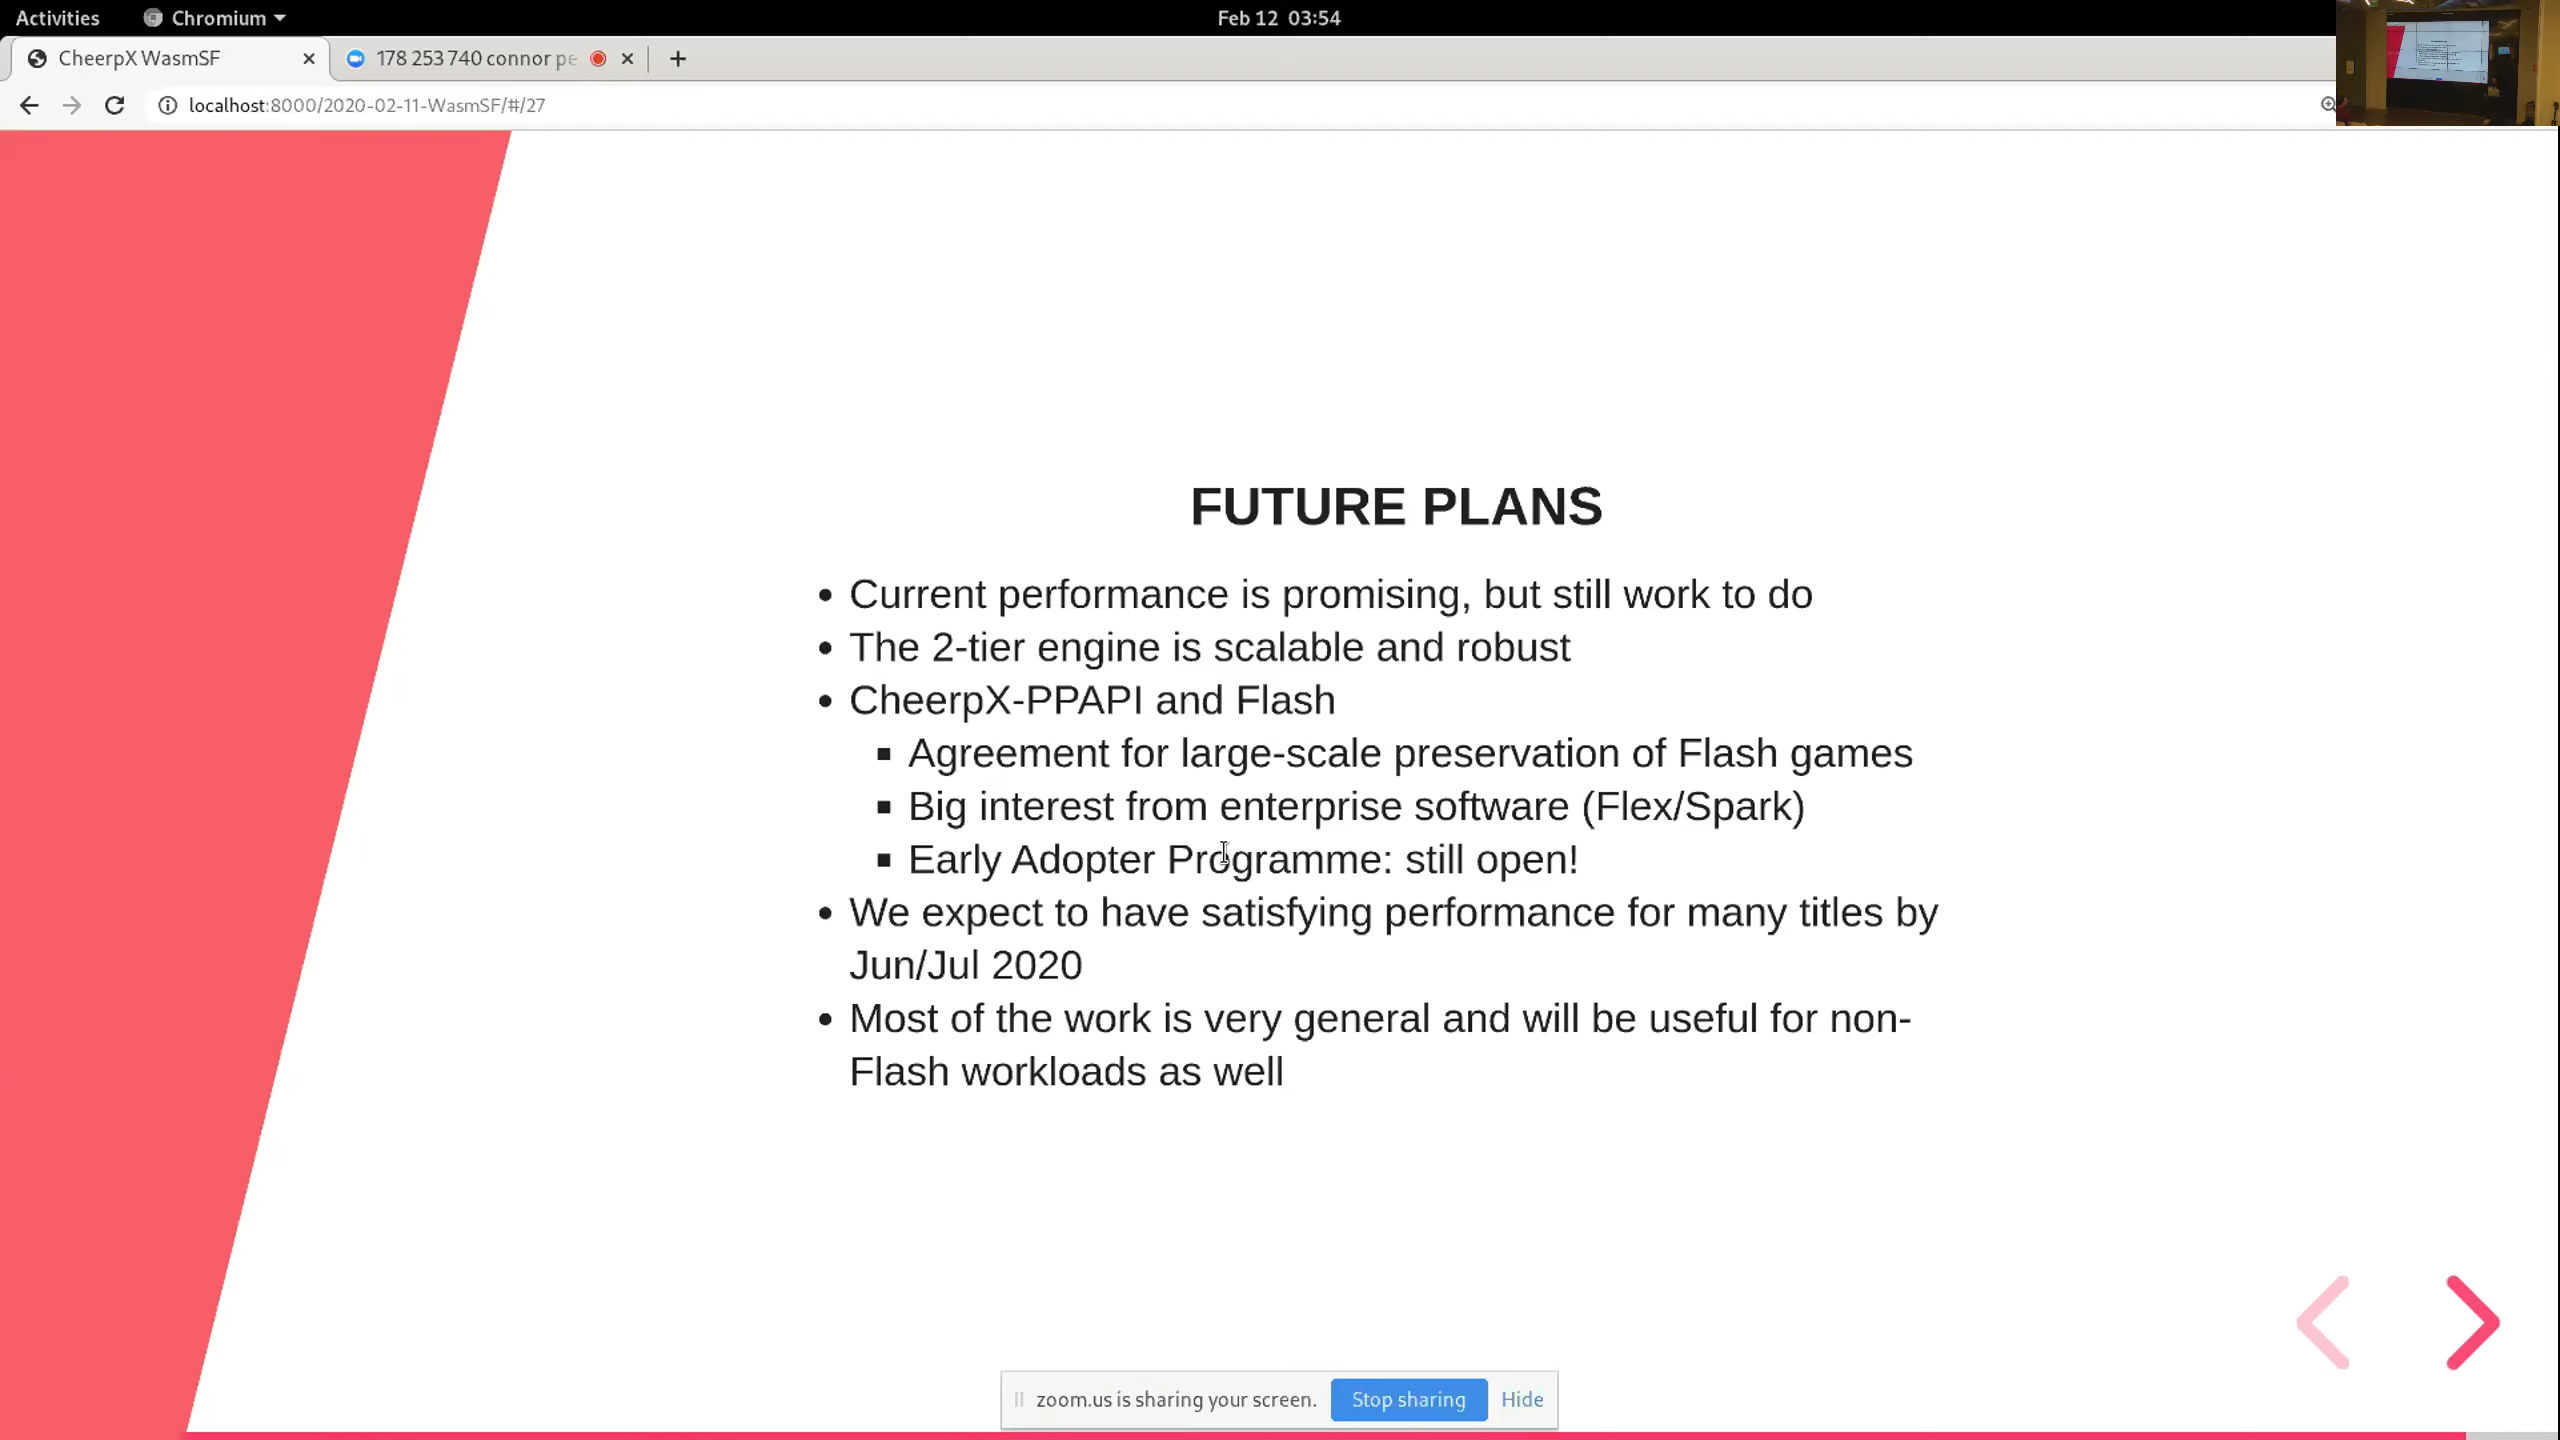 Activities Chromium Feb 12 03:54
CheerpX WasmSF 178 253 740 connor pe
localhost:8000/2020-02-11-WasmSF/#/27
FUTURE PLANS
• Current performance is promising, but still work to do
• The 2-tier engine is scalable and robust
• CheerpX-PPAPI and Flash
▪ Agreement for large-scale preservation of Flash games
▪ Big interest from enterprise software (Flex/Spark)
▪ Early Adopter Programme: still open!
• We expect to have satisfying performance for many titles by
Jun/Jul 2020
• Most of the work is very general and will be useful for non-
Flash workloads as well
zoom.us is sharing your screen. Stop sharing Hide